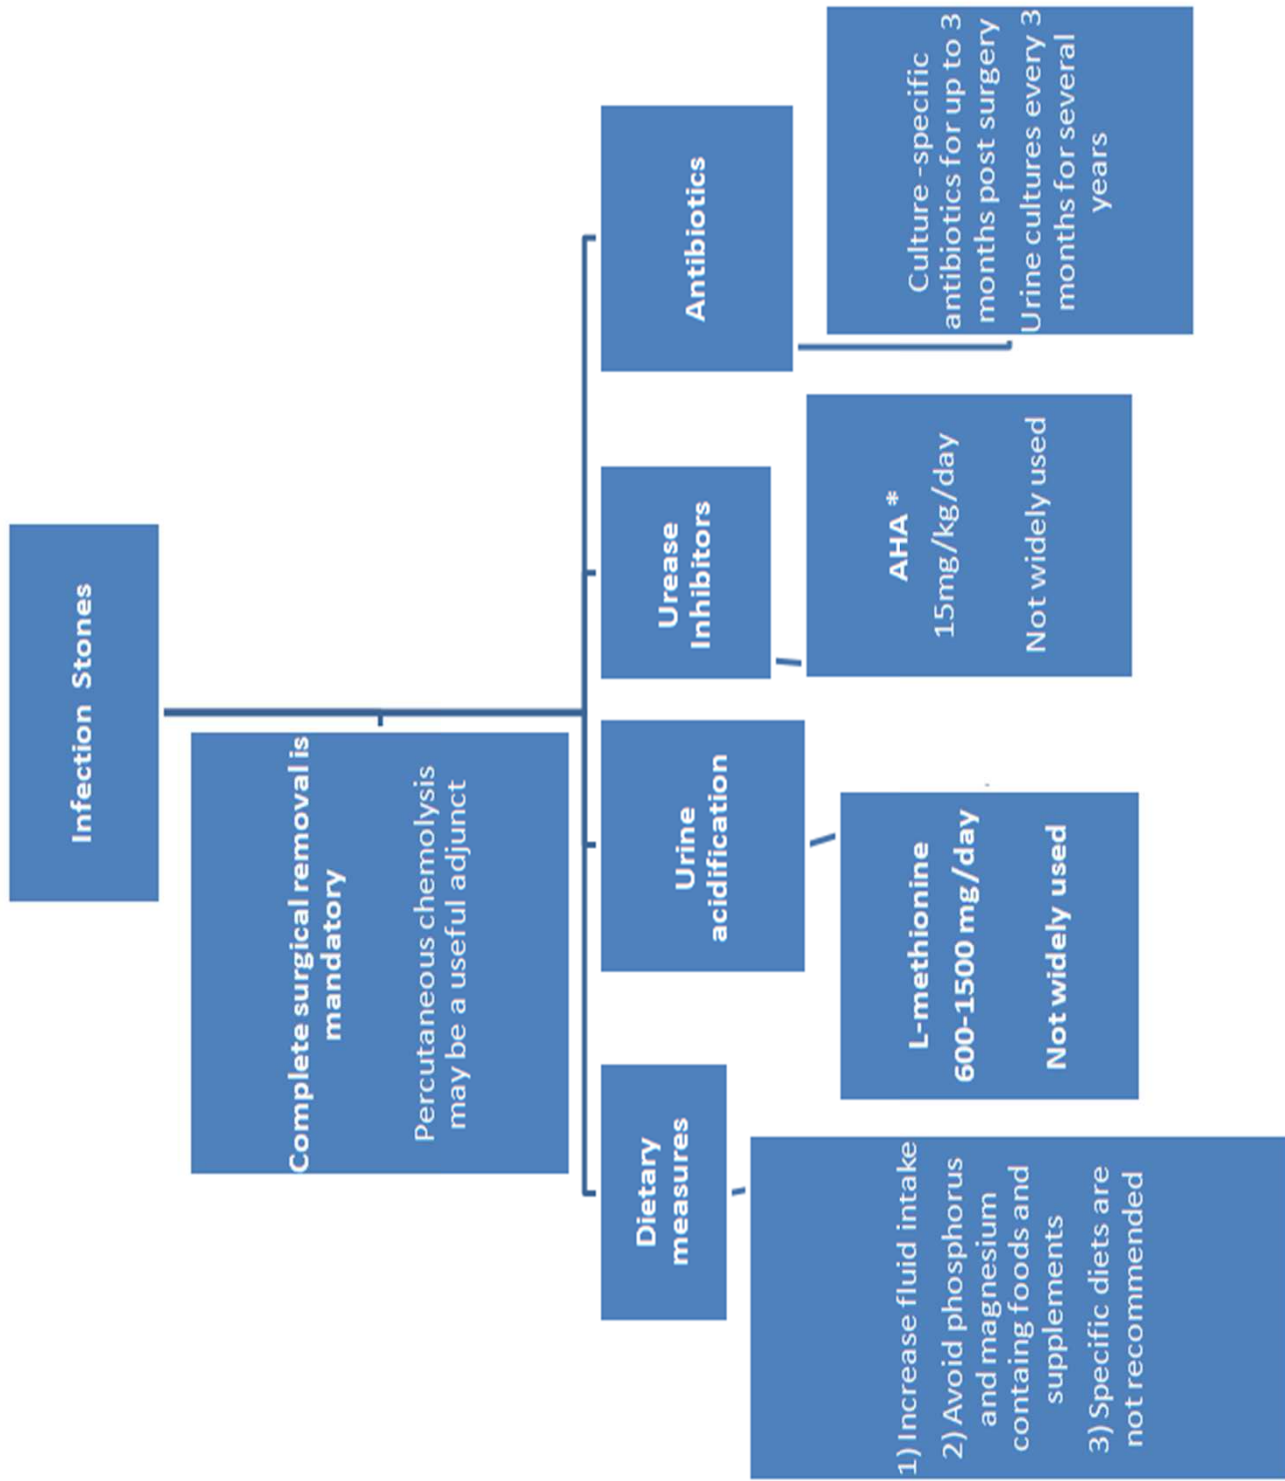 Infection Stones
Complete surgical removal is
mandatory
Percutaneous chemolysis
may be a useful adjunct
Dietary
measures
1) Increase fluid intake
2) Avoid phosphorus
and magnesium
containg foods and
supplements
3) Specific diets are
not recommended
Urine
acidification
L-methionine
600-1500 mg/day
Not widely used
Urease
Inhibitors
AHA *
15mg/kg/day
Not widely used
Antibiotics
Culture -specific
antibiotics for up to 3
months post surgery
Urine cultures every 3
months for several
years